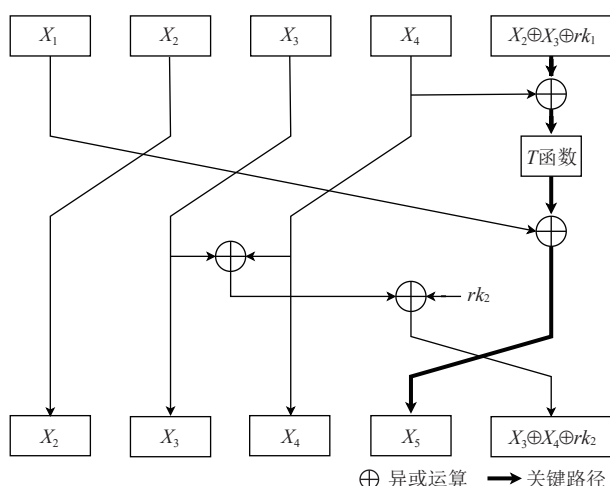 X₁ X₂ X₃ X₄ X₂⊕X₃⊕rk₁
T函数
rk₂
X₂ X₃ X₄ X₅ X₃⊕X₄⊕rk₂
⊕ 异或运算 → 关键路径